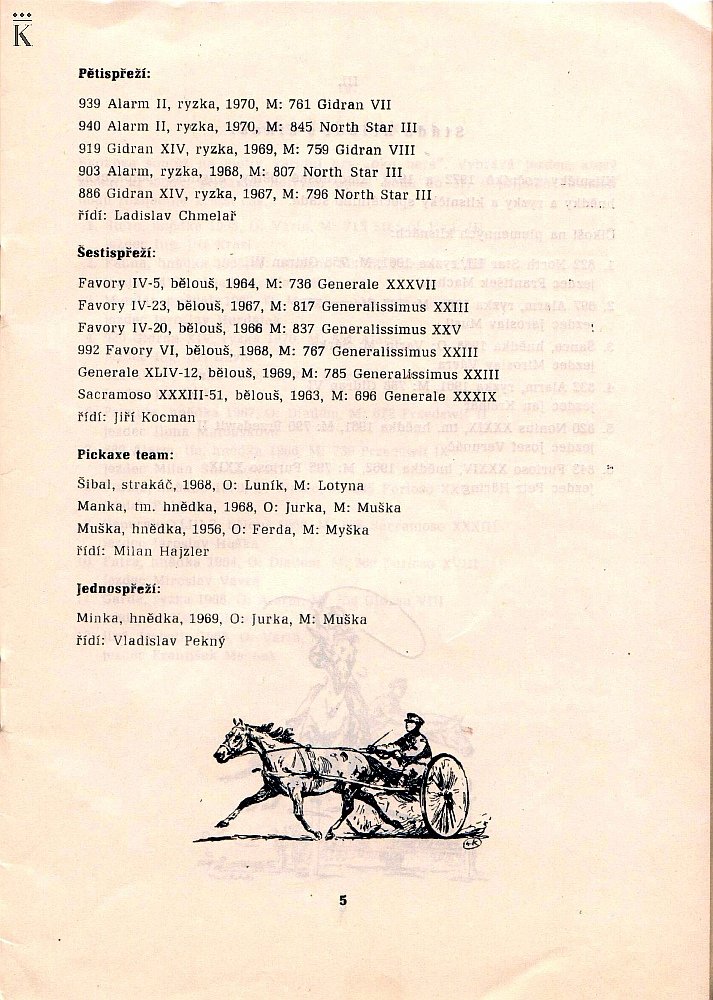 K
Pětispřeží:
939 Alarm II, ryzka, 1970, M: 761 Gidran VII
940 Alarm II, ryzka, 1970, M: 845 North Star III
919 Gidran XIV, ryzka, 1969, M: 759 Gidran VIII
903 Alarm, ryzka, 1968, M: 807 North Star III
886 Gidran XIV, ryzka, 1967, M: 796 North Star III
řídí: Ladislav Chmelař
Šestispřeží:
Favory IV-5, bělouš, 1964, M: 736 Generale XXXVII
Favory IV-23, bělouš, 1967, M: 817 Generalissimus XXIII
Favory IV-20, bělouš, 1966 M: 837 Generalissimus XXV
992 Favory VI, bělouš, 1968, M: 767 Generalissimus XXIII
Generale XLIV-12, bělouš, 1969, M: 785 Generalissimus XXIII
Sacramoso XXXIII-51, bělouš, 1963, M: 696 Generale XXXIX
řídí: Jiří Kocman
Pickaxe team:
Šibal, strakáč, 1968, O: Luník, M: Lotyna
Manka, tm. hnědka, 1968, O: Jurka, M: Muška
Muška, hnědka, 1956, O: Ferda, M: Myška
řídí: Milan Hajzler
Jednospřeží:
Minka, hnědka, 1969, O: Jurka, M: Muška
řídí: Vladislav Pekný
5